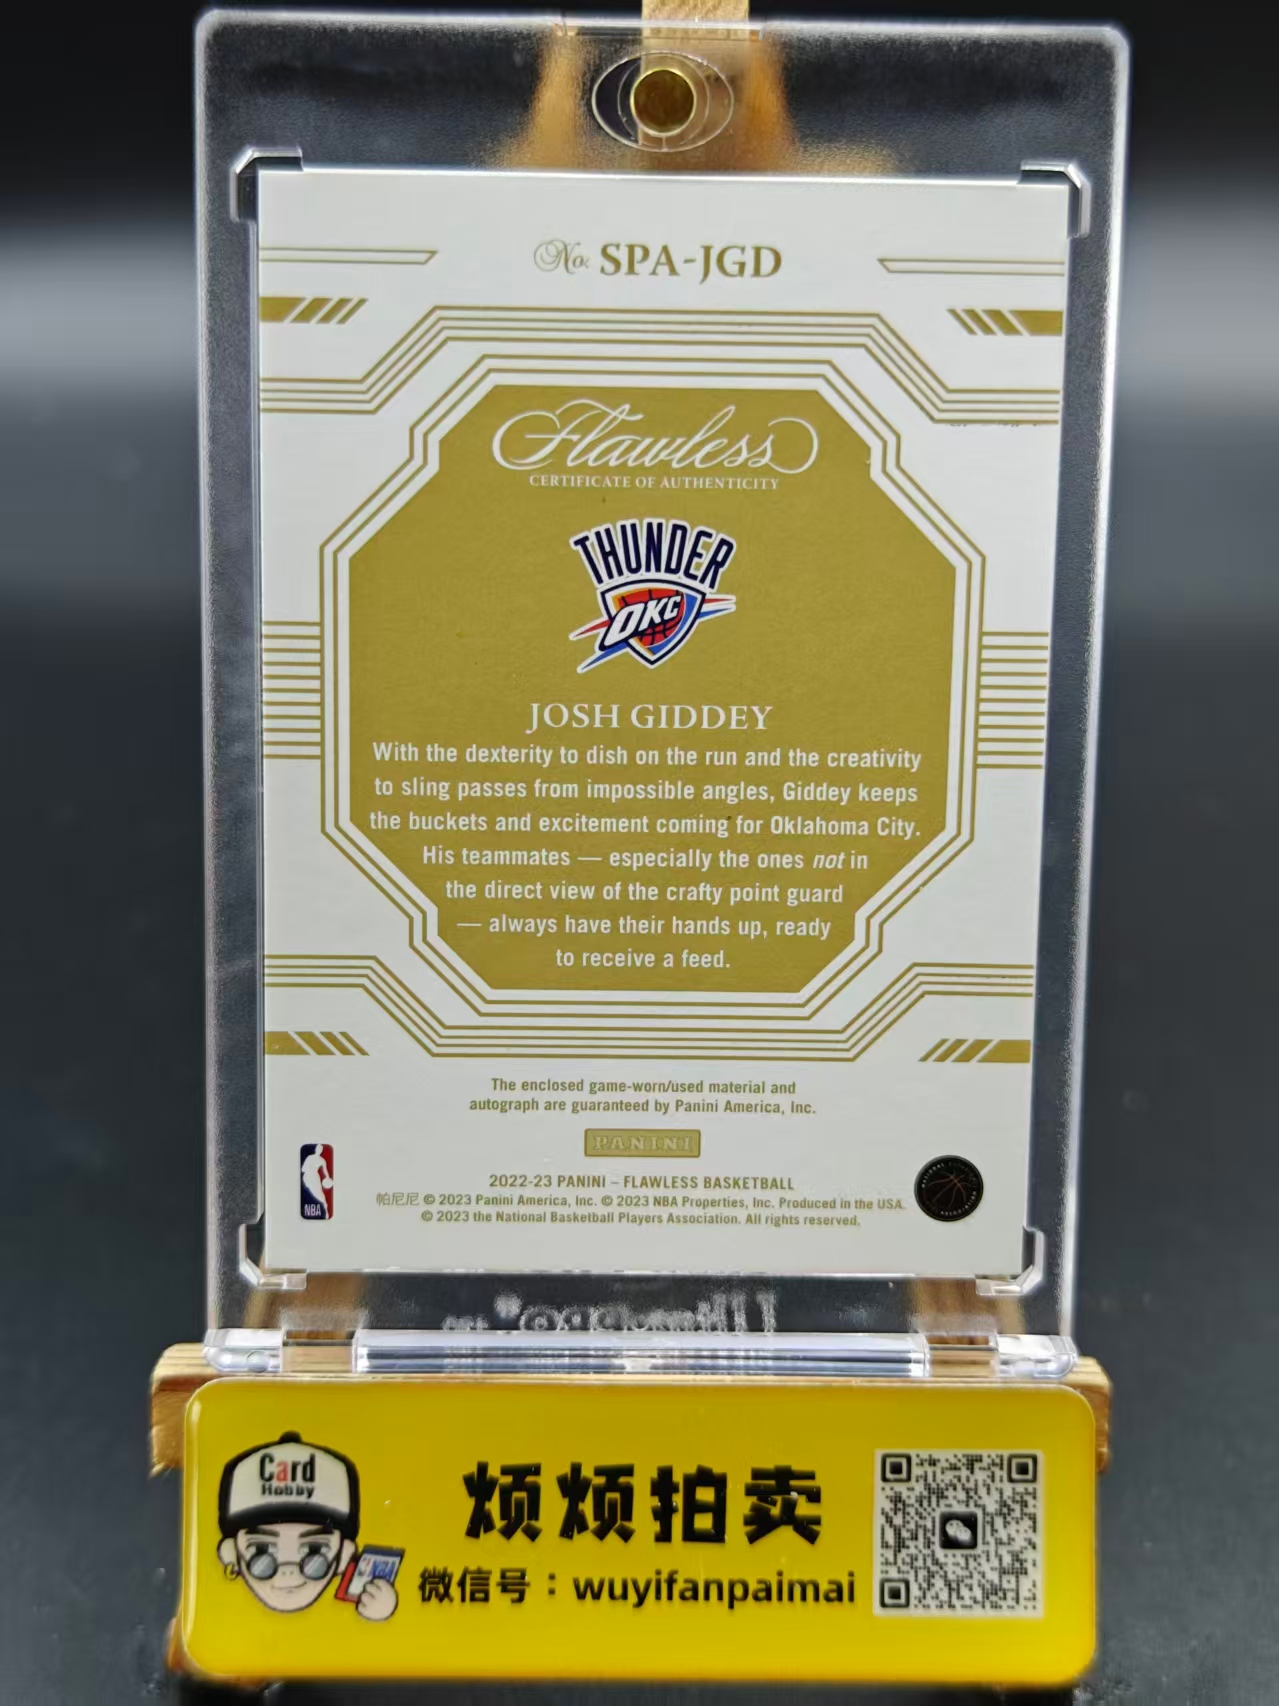 No. SPA-JGD
Flawless
CERTIFICATE OF AUTHENTICITY
THUNDER
OKC
JOSH GIDDEY
With the dexterity to dish on the run and the creativity
to sling passes from impossible angles, Giddey keeps
the buckets and excitement coming for Oklahoma City.
His teammates — especially the ones not in
the direct view of the crafty point guard
— always have their hands up, ready
to receive a feed.
The enclosed game-worn/used material and
autograph are guaranteed by Panini America, Inc.
PANINI
2022-23 PANINI – FLAWLESS BASKETBALL
帕尼尼 © 2023 Panini America, Inc. © 2023 NBA Properties, Inc. Produced in the USA.
© 2023 the National Basketball Players Association. All rights reserved.
NBA
Card
Hobby
NBA
烦烦拍卖
微信号：wuyifanpaimai